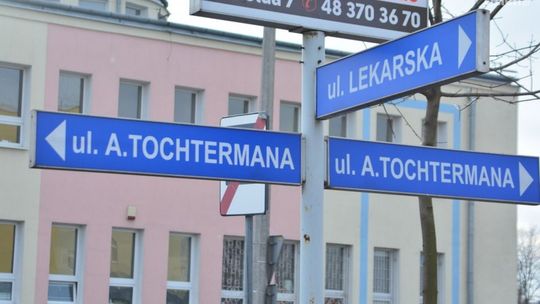 48 370 36 70
ul. LEKARSKA
ul. A.TOCHTERMANA
ul. A.TOCHTERMANA